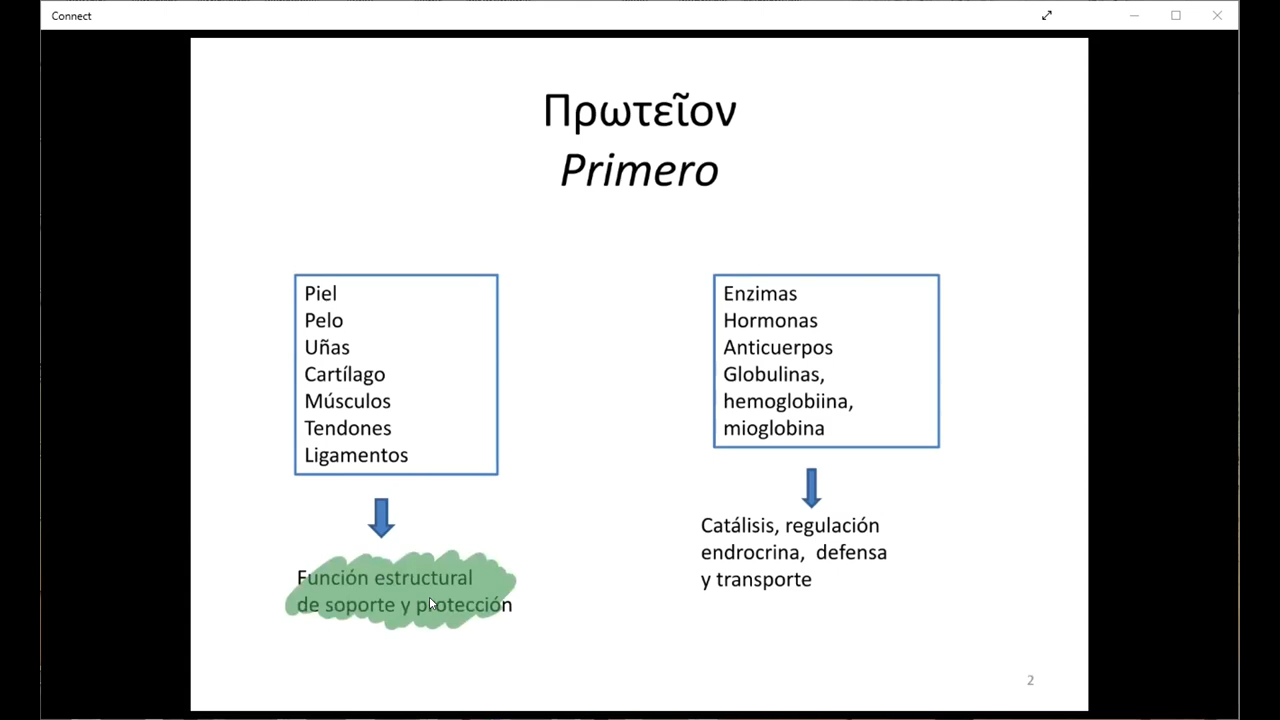 Connect
Πρωτεῖον
Primero
Piel
Pelo
Uñas
Cartílago
Músculos
Tendones
Ligamentos
Función estructural
de soporte y protección
Enzimas
Hormonas
Anticuerpos
Globulinas,
hemoglobiina,
mioglobina
Catálisis, regulación
endrocrina, defensa
y transporte
2